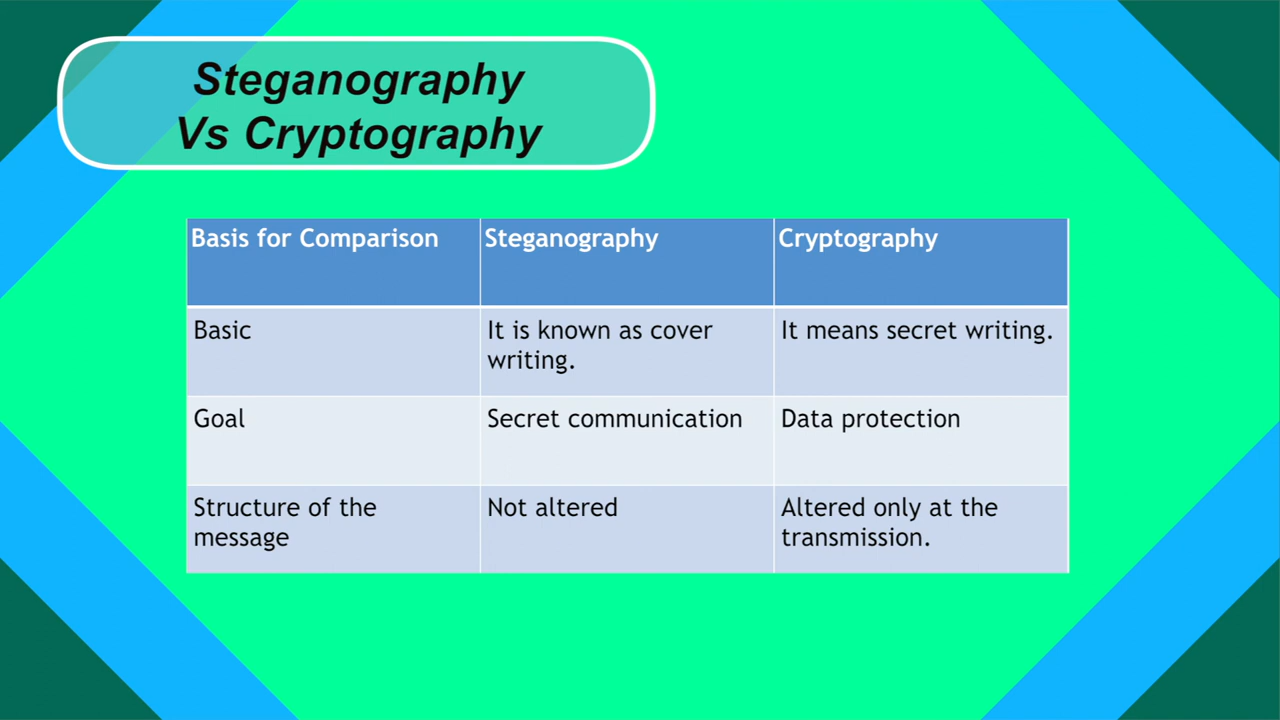 Steganography
Vs Cryptography
Basis for Comparison
Steganography
Cryptography
Basic
It is known as cover
writing.
It means secret writing.
Goal
Secret communication
Data protection
Structure of the
message
Not altered
Altered only at the
transmission.